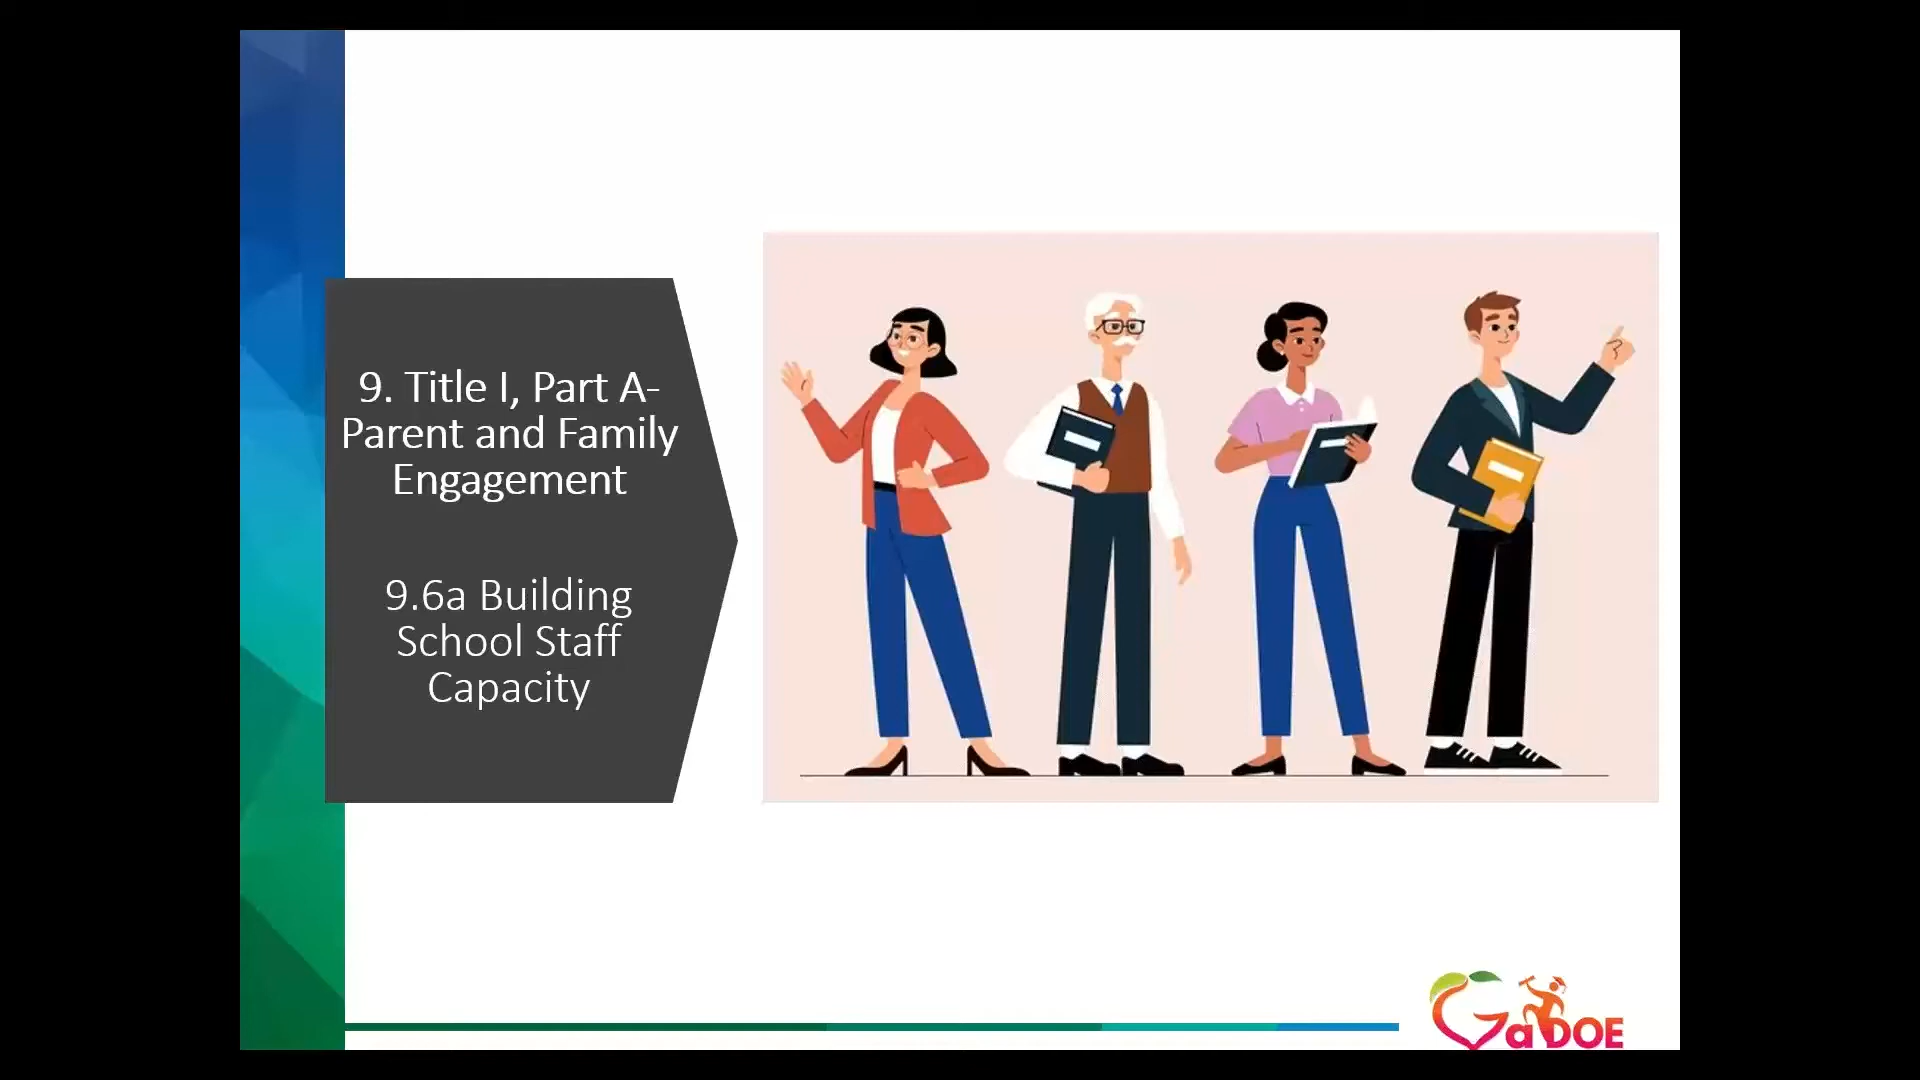 9. Title I, Part A-
Parent and Family
Engagement
9.6a Building
School Staff
Capacity
GaDOE